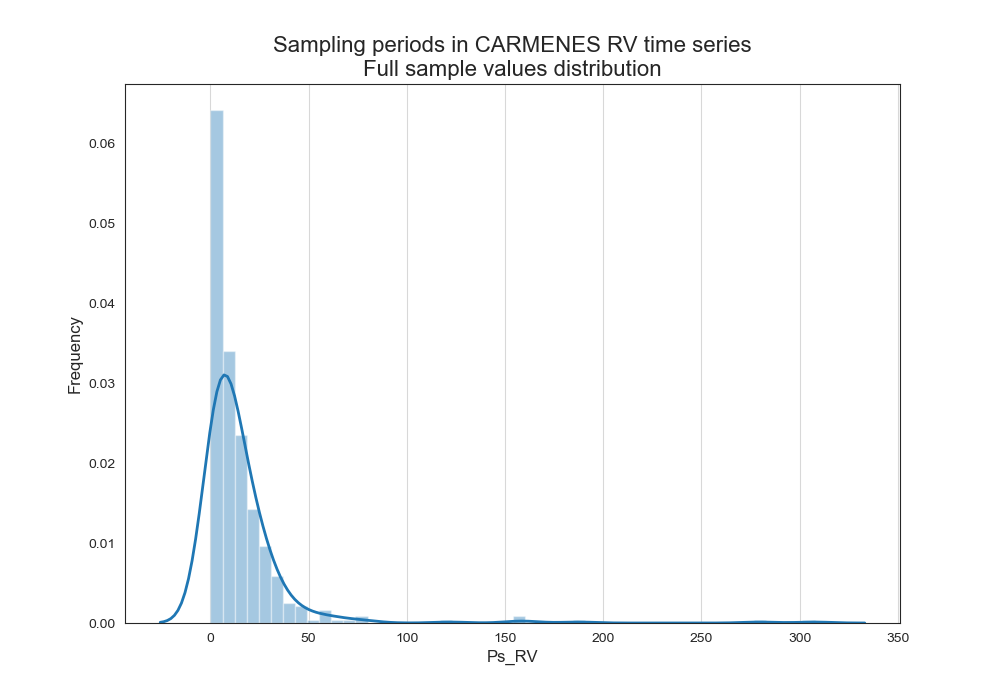 Sampling periods in CARMENES RV time series
Full sample values distribution
0.06
0.05
0.04
0.03
0.02
0.01
0.00
Frequency
0 50 100 150 200 250 300 350
Ps_RV